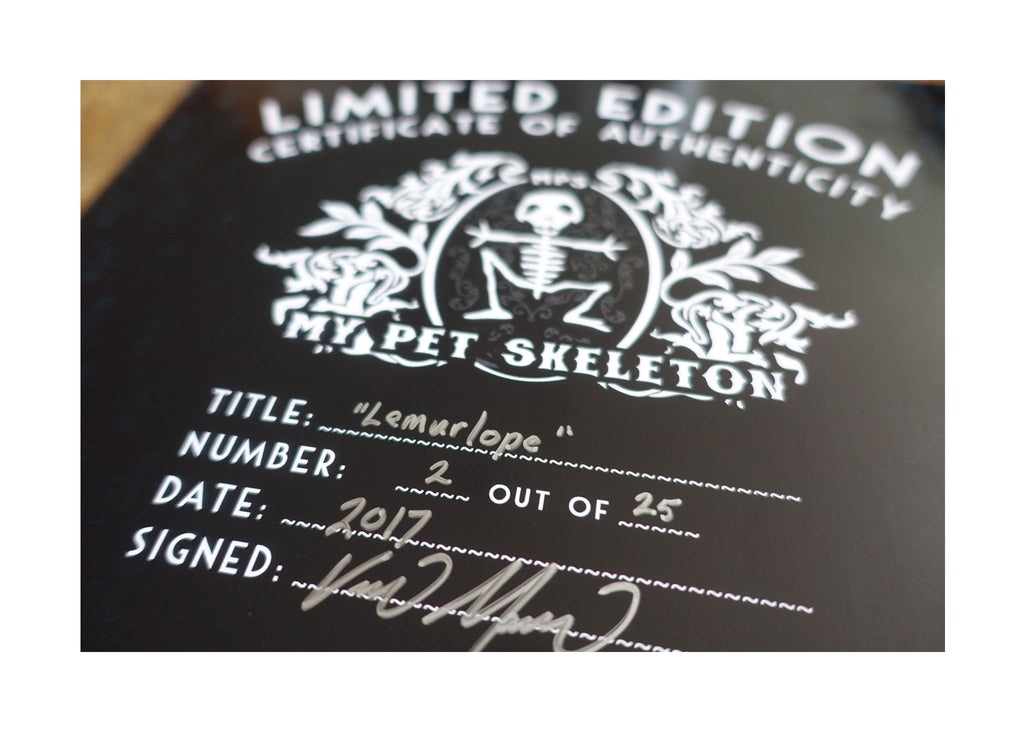 LIMITED EDITION
CERTIFICATE OF AUTHENTICITY
MPS
MY PET SKELETON
TITLE: "Lemurlope"
NUMBER: 2 OUT OF 25
DATE: 2017
SIGNED: